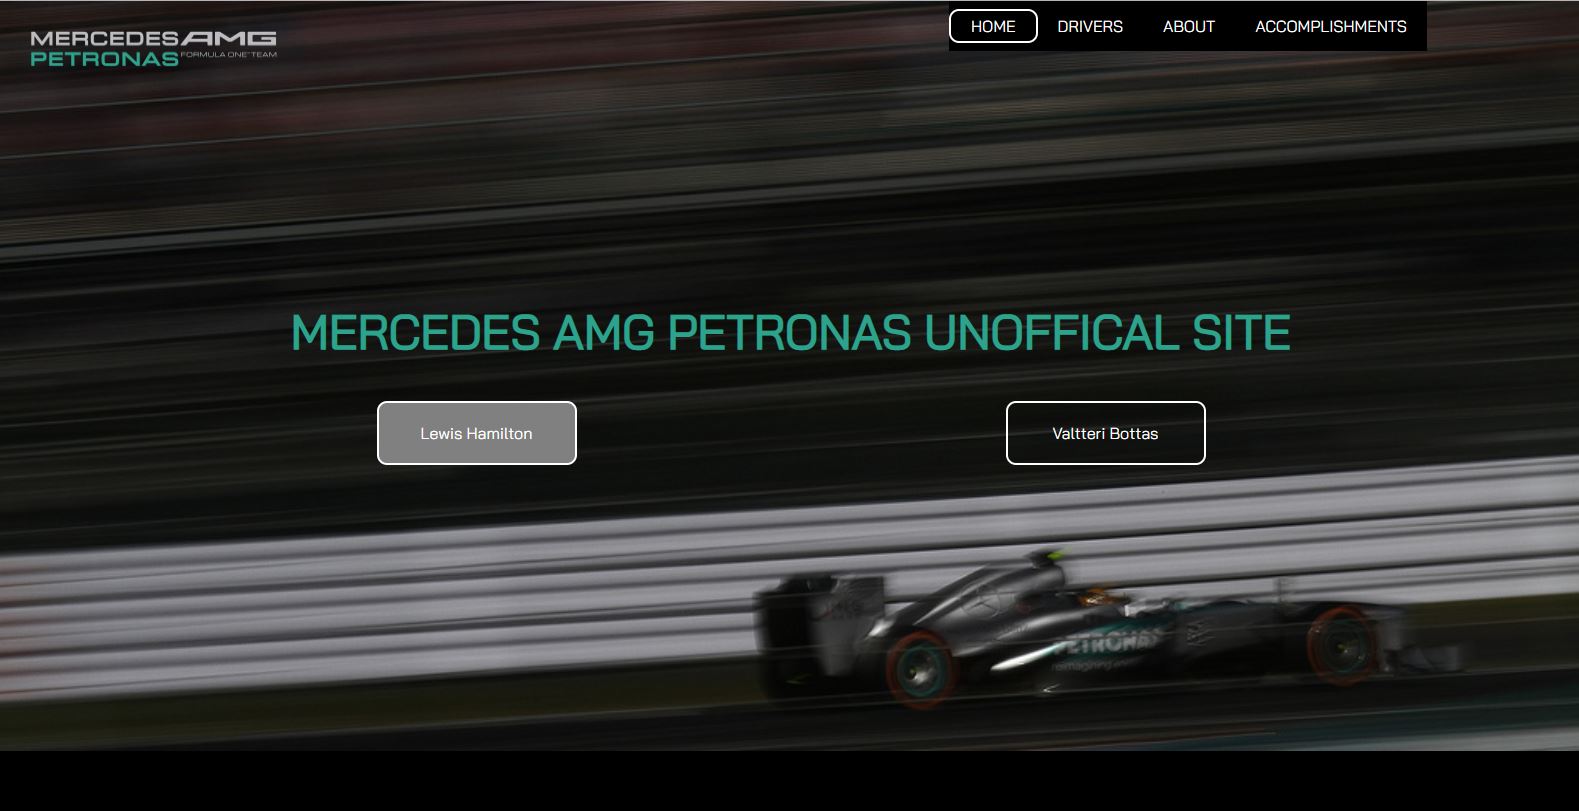 MERCEDES AMG
PETRONAS FORMULA ONE™ TEAM
HOME DRIVERS ABOUT ACCOMPLISHMENTS
MERCEDES AMG PETRONAS UNOFFICAL SITE
Lewis Hamilton Valtteri Bottas
PETRONAS